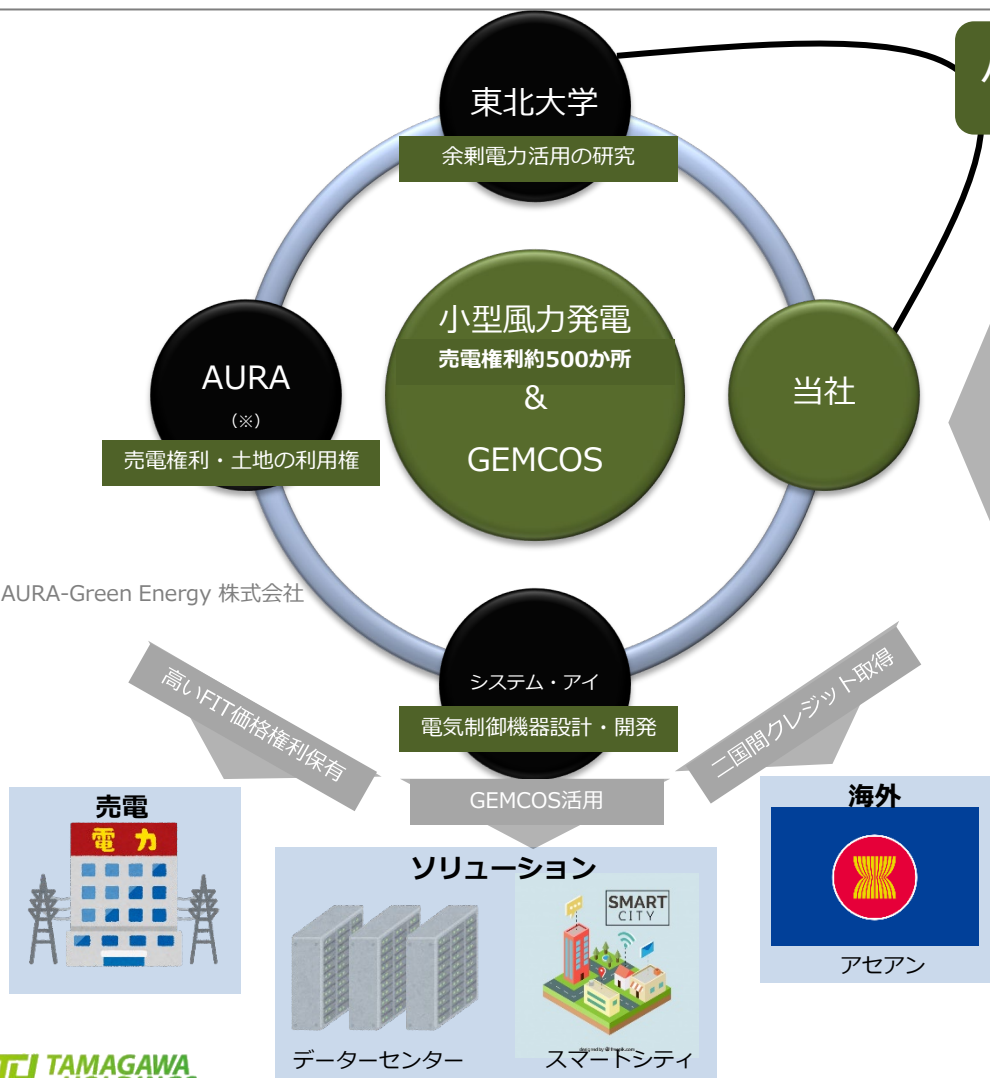 東北大学
余剰電力活用の研究
小型風力発電
売電権利約500か所
&
GEMCOS
AURA
（※）
売電権利・土地の利用権
当社
AURA-Green Energy 株式会社
システム・アイ
電気制御機器設計・開発
高いFIT価格権利保有
GEMCOS活用
二国間クレジット取得
売電
電力
ソリューション
SMART
CITY
データーセンター
スマートシティ
海外
アセアン
TAMAGAWA
HOLDINGS